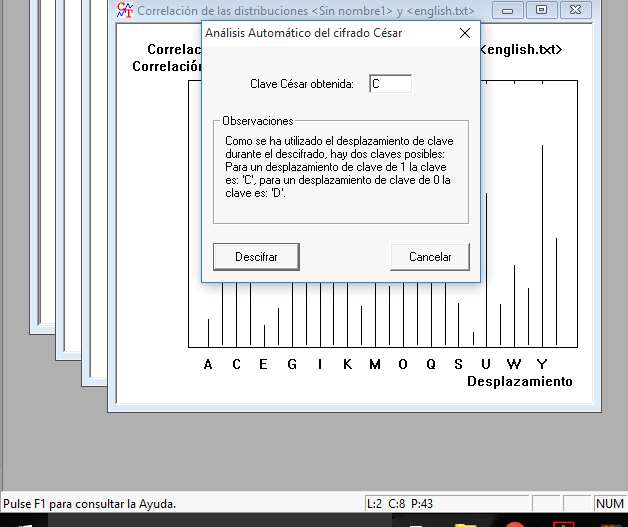 Correlación de las distribuciones <Sin nombre1> y <english.txt>
Análisis Automático del cifrado César
Correlac
<english.txt>
Correlación
Clave César obtenida: C
Observaciones
Como se ha utilizado el desplazamiento de clave
durante el descifrado, hay dos claves posibles:
Para un desplazamiento de clave de 1 la clave
es: 'C', para un desplazamiento de clave de 0 la
clave es: 'D'.
Descifrar
Cancelar
A C E G I K M O Q S U W Y
Desplazamiento
Pulse F1 para consultar la Ayuda.
L:2 C:8 P:43
NUM